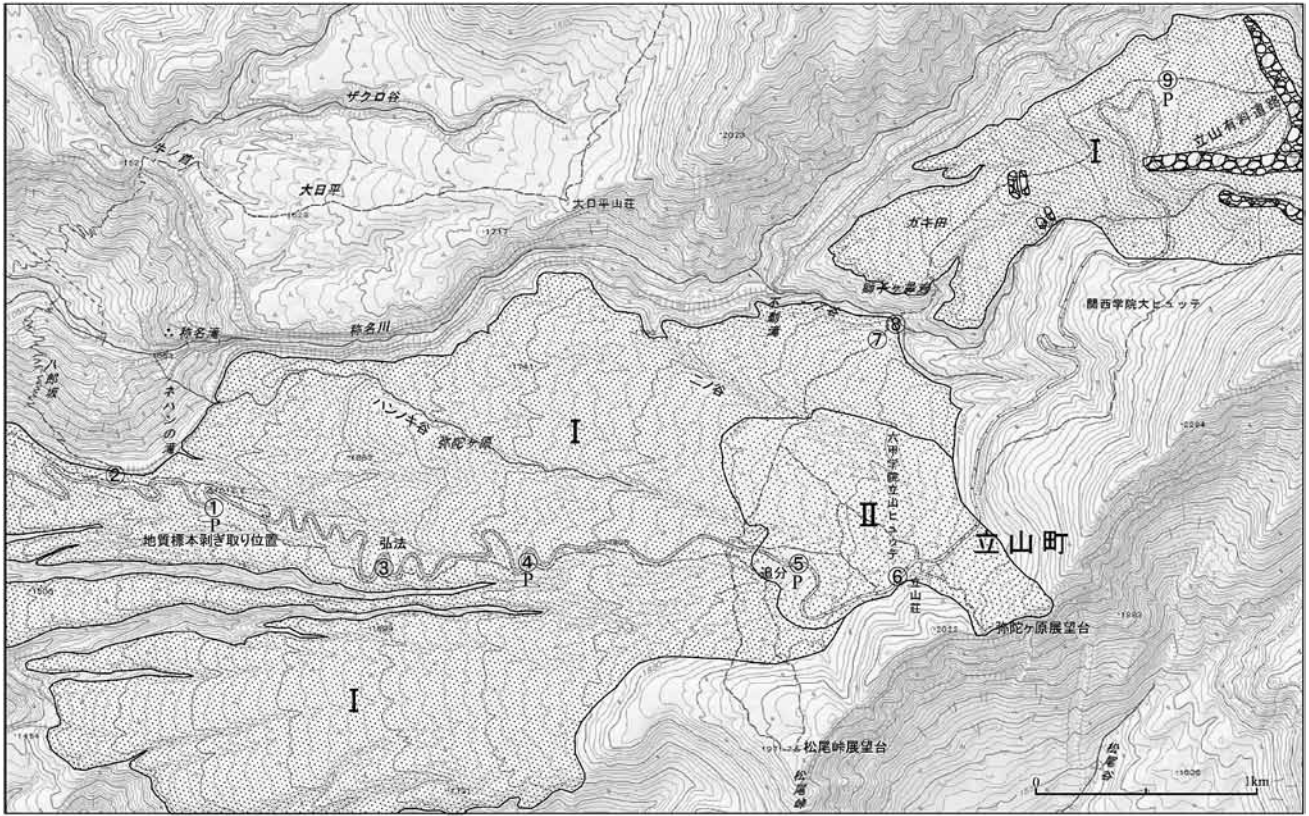 ザクロ谷
⑨
P
立山有料道路
Ⅰ
・2023
大日平
大日平山荘
ガキ田
関西学院大ヒュッテ
称名滝
称名川
不動滝
一ノ谷
⑧
⑦
八郎坂
ネハンの滝
二ノ谷
ハンノキ谷
弥陀ヶ原
Ⅰ
六甲学院立山ヒュッテ
②
①
P
地質標本剥ぎ取り位置
弘法
③
④
P
Ⅱ
立山町
追分
⑤
P
⑥
立山荘
弥陀ヶ原展望台
Ⅰ
松尾峠展望台
松尾峠
松尾谷
0
1km